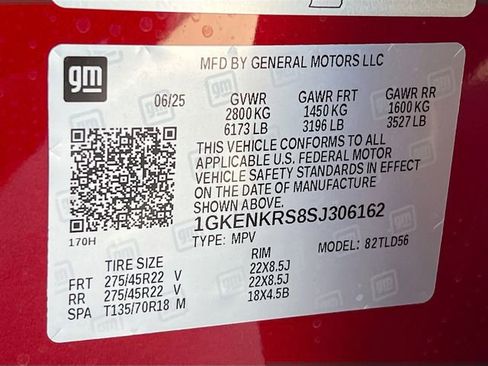 gm
MFD BY GENERAL MOTORS LLC
06/25 GVWR GAWR FRT GAWR RR
2800 KG 1450 KG 1600 KG
6173 LB 3196 LB 3527 LB
THIS VEHICLE CONFORMS TO ALL
APPLICABLE U.S. FEDERAL MOTOR
VEHICLE SAFETY STANDARDS IN EFFECT
ON THE DATE OF MANUFACTURE SHOWN ABOVE.
1GKENKRS8SJ306162
170H TYPE: MPV MODEL: 82TLD56
TIRE SIZE RIM
FRT 275/45R22 V 22X8.5J
RR 275/45R22 V 22X8.5J
SPA T135/70R18 M 18X4.5B